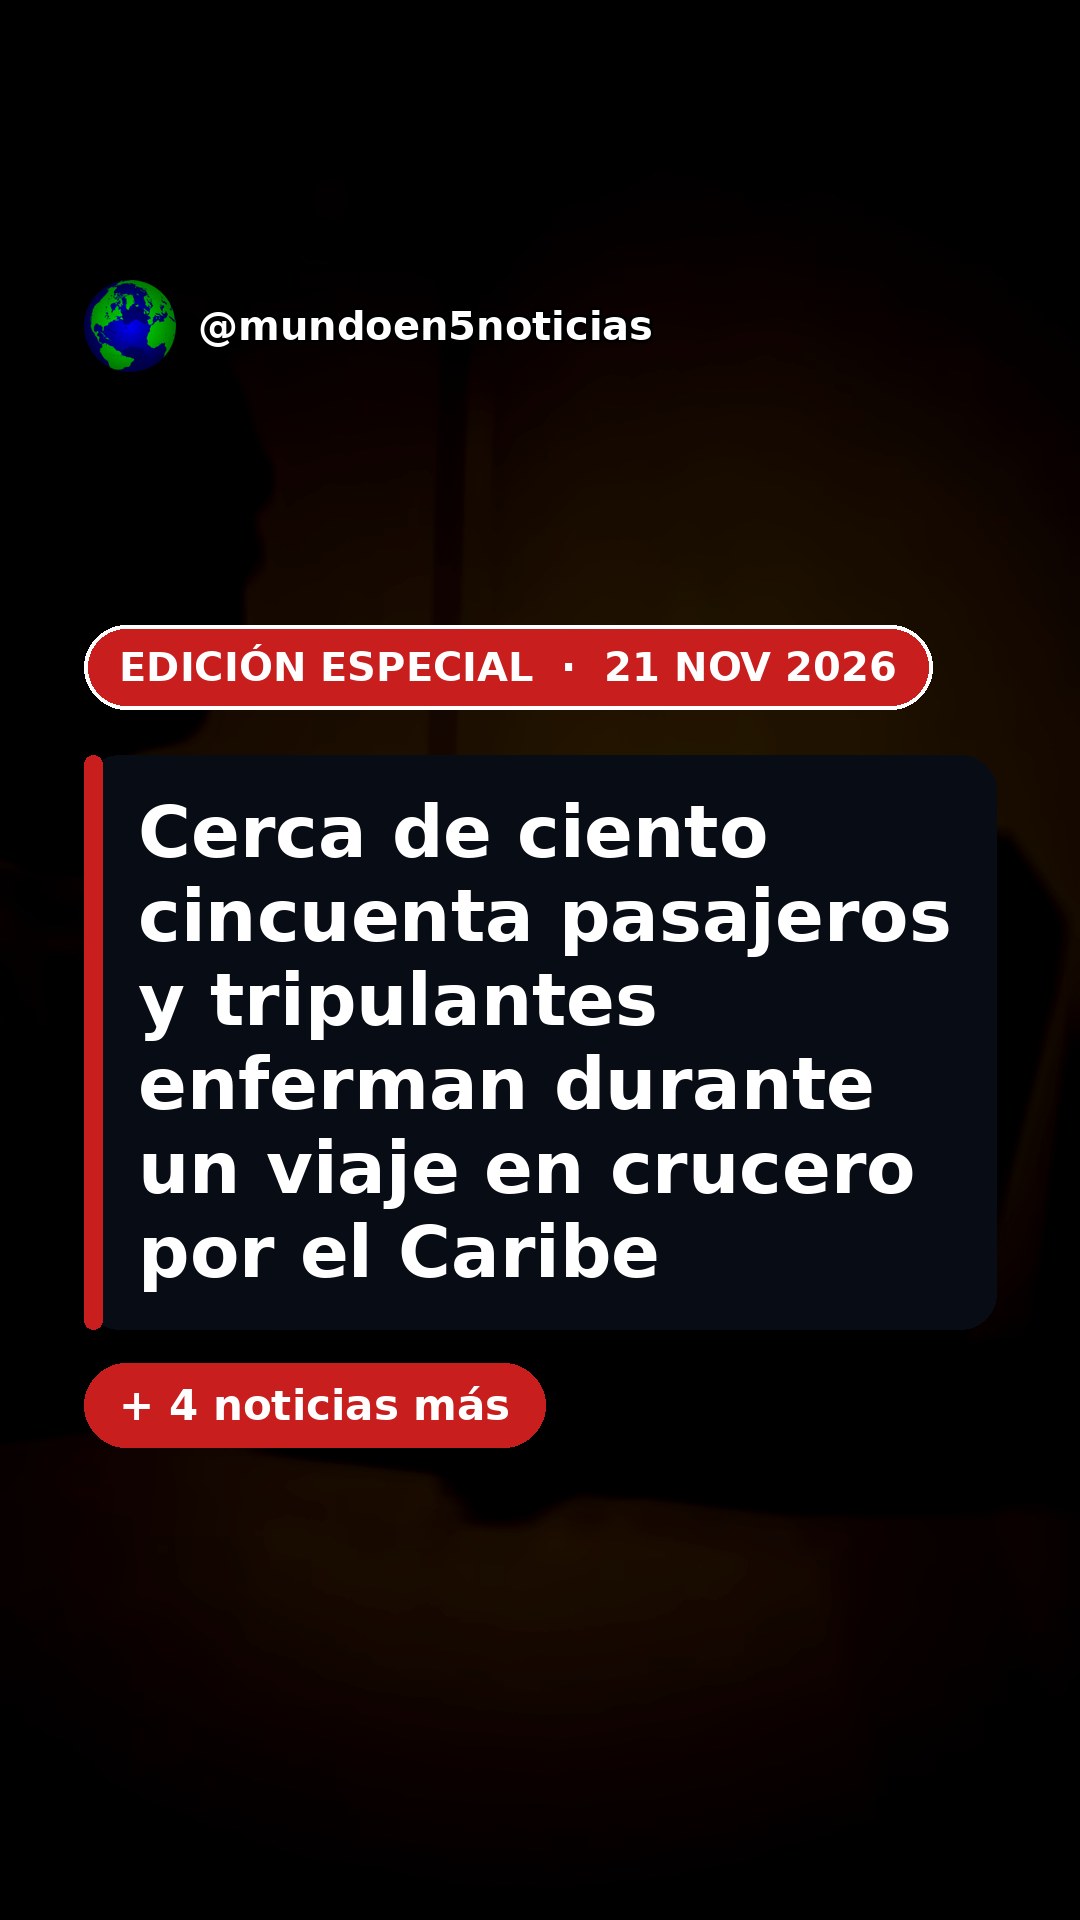 @mundoen5noticias
EDICIÓN ESPECIAL · 21 NOV 2026
Cerca de ciento
cincuenta pasajeros
y tripulantes
enferman durante
un viaje en crucero
por el Caribe
+ 4 noticias más